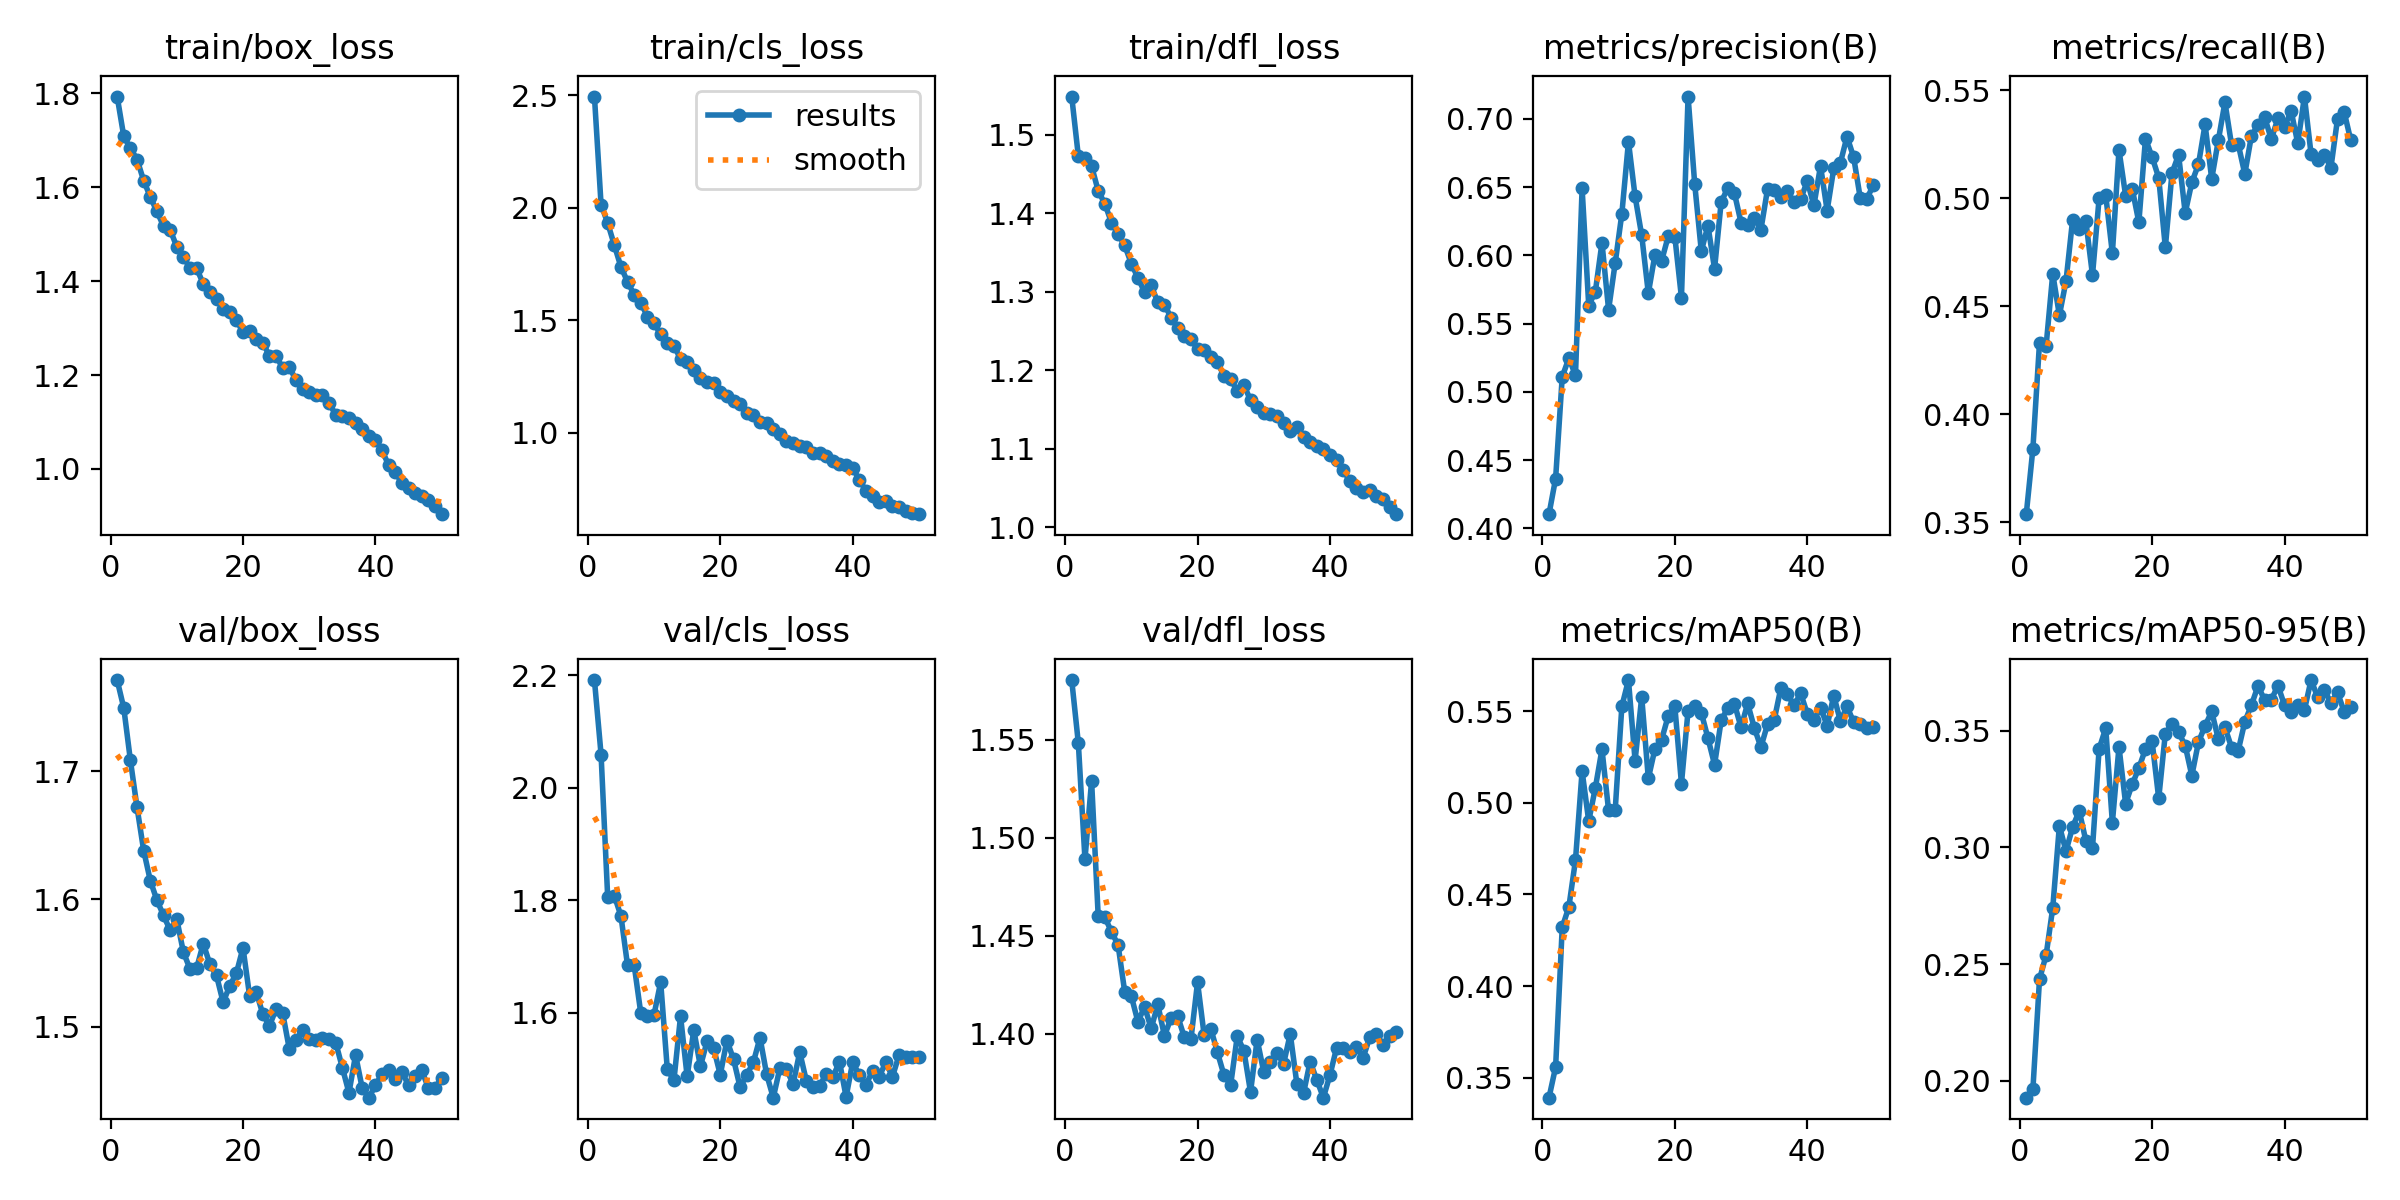 train/box_loss
1.8
1.6
1.4
1.2
1.0
0 20 40
train/cls_loss
results
smooth
2.5
2.0
1.5
1.0
0 20 40
train/dfl_loss
1.5
1.4
1.3
1.2
1.1
1.0
0 20 40
metrics/precision(B)
0.70
0.65
0.60
0.55
0.50
0.45
0.40
0 20 40
metrics/recall(B)
0.55
0.50
0.45
0.40
0.35
0 20 40
val/box_loss
1.7
1.6
1.5
0 20 40
val/cls_loss
2.2
2.0
1.8
1.6
0 20 40
val/dfl_loss
1.55
1.50
1.45
1.40
0 20 40
metrics/mAP50(B)
0.55
0.50
0.45
0.40
0.35
0 20 40
metrics/mAP50-95(B)
0.35
0.30
0.25
0.20
0 20 40